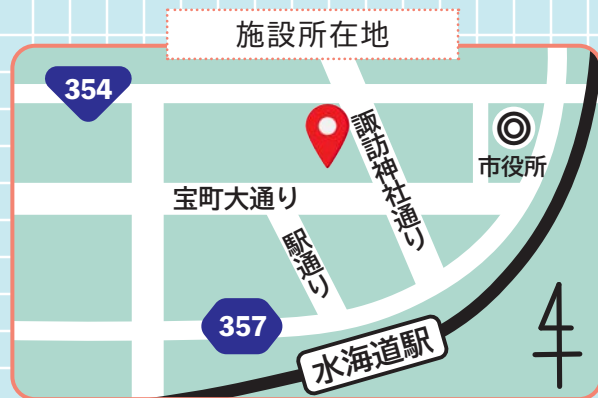 施設所在地
354
諏訪神社通り
市役所
宝町大通り
駅通り
357
水海道駅